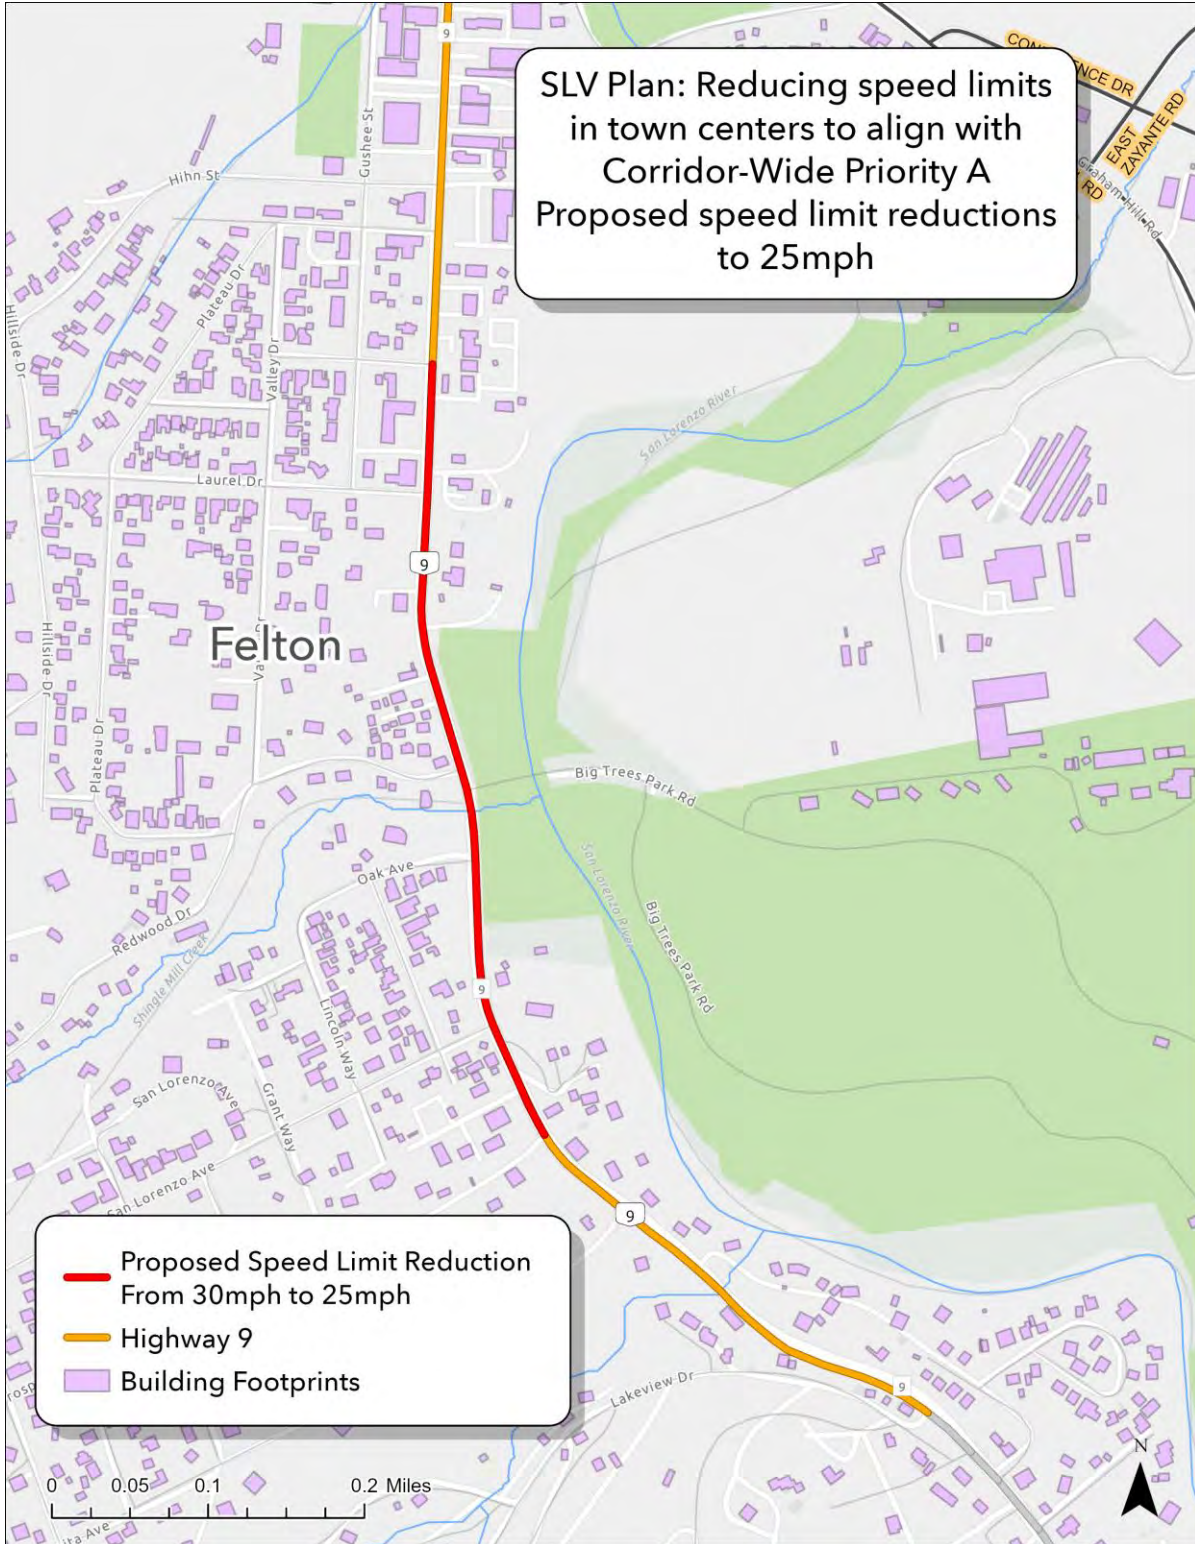 9
SLV Plan: Reducing speed limits
in town centers to align with
Corridor-Wide Priority A
Proposed speed limit reductions
to 25mph
EAST
ZAYANTE RD
RD
Graham Hill Rd
Gushee St
Hihn St
Plateau Dr
Hillside Dr
Valley Dr
San Lorenzo River
Laurel Dr
9
Felton
Hillside Dr
Plateau Dr
Big Trees Park Rd
San Lorenzo River
Oak Ave
Big Trees Park Rd
Redwood Dr
Shingle Mill Creek
9
Lincoln Way
San Lorenzo Ave
Grant Way
San Lorenzo Ave
9
Proposed Speed Limit Reduction
From 30mph to 25mph
Highway 9
Building Footprints
Lakeview Dr
9
N
0 0.05 0.1 0.2 Miles